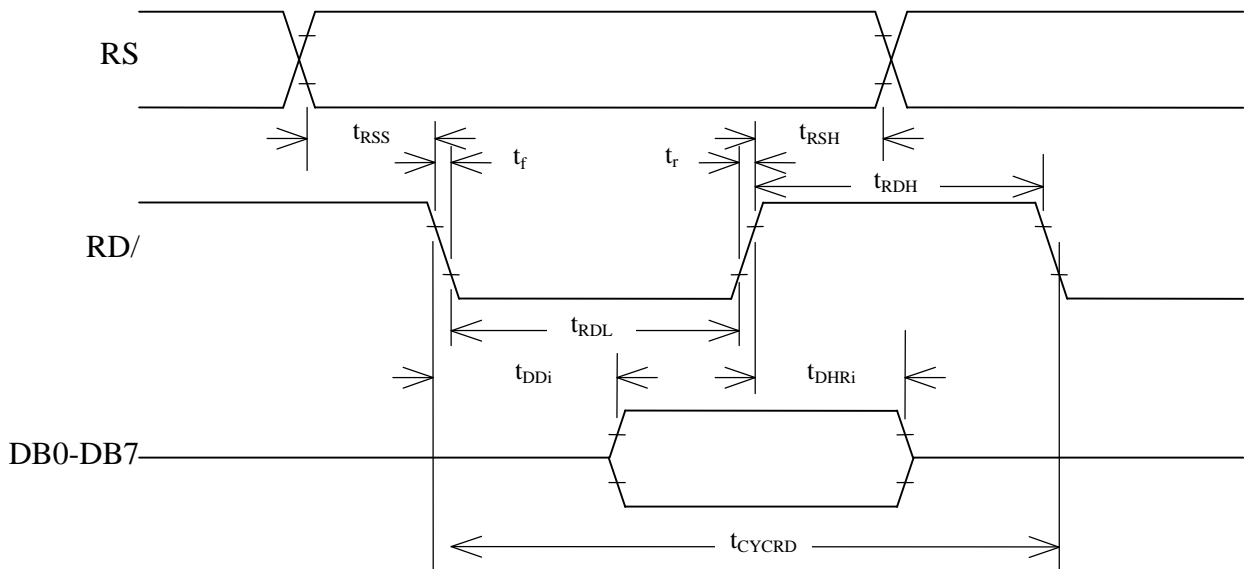 RS
tRSS
tRSH
tf
tr
tRDH
RD/
tRDL
tDDi
tDHRi
DB0-DB7
tCYCRD